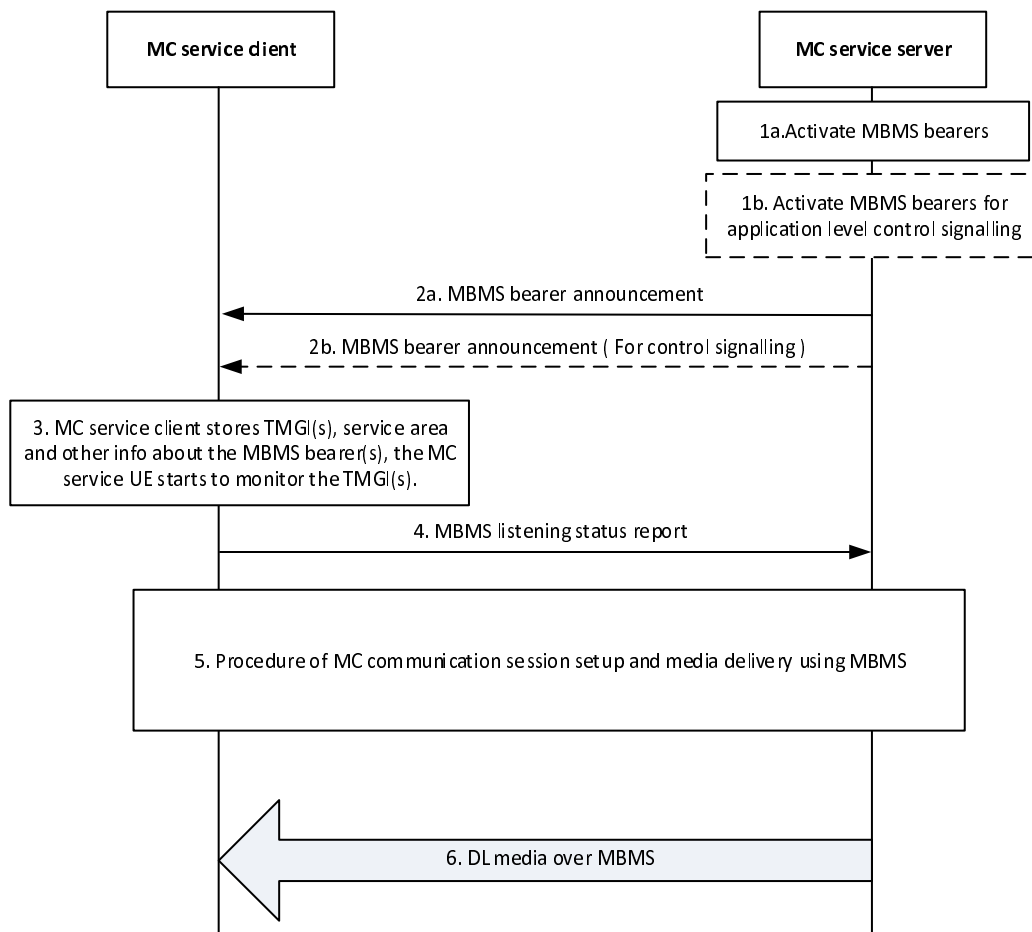 MC service client
MC service server
1a.Activate MBMS bearers
1b. Activate MBMS bearers for
application level control signalling
2a. MBMS bearer announcement
2b. MBMS bearer announcement ( For control signalling )
3. MC service client stores TMGI(s), service area
and other info about the MBMS bearer(s), the MC
service UE starts to monitor the TMGI(s).
4. MBMS listening status report
5. Procedure of MC communication session setup and media delivery using MBMS
6. DL media over MBMS